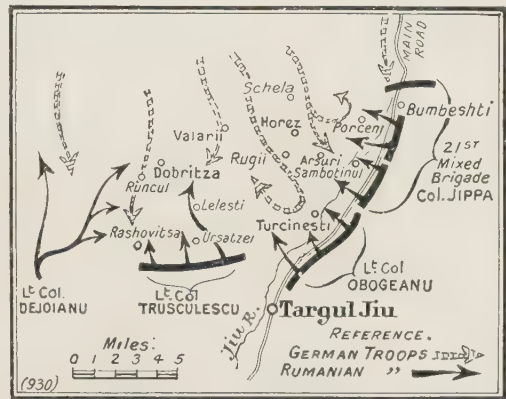 MAIN
ROAD
Schela
Bumbeshti
Porcenj
Horez
Valarii
21ST
Mixed
Brigade
Col. JIPPA
Rugii
Arsuri
Sambotinul
Dobritza
Runcul
Lelesti
Turcinesti
Rashovitsa
Ursatzei
Lt. Col
OBOGEANU
Lt. Col.
DEJOIANU
Lt. Col
TRUSCULESCU
Targul Jiu
Jiu R.
Miles:
0 1 2 3 4 5
REFERENCE.
GERMAN TROOPS
RUMANIAN „
(930)